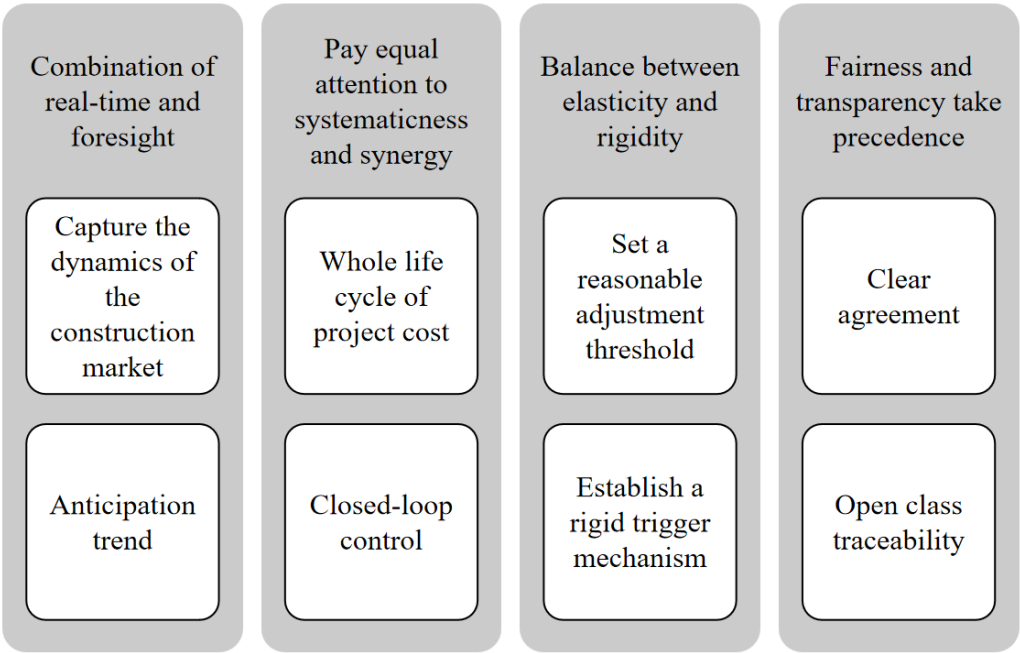 Combination of
real-time and
foresight
Capture the
dynamics of
the
construction
market
Anticipation
trend
Pay equal
attention to
systematicness
and synergy
Whole life
cycle of
project cost
Closed-loop
control
Balance between
elasticity and
rigidity
Set a
reasonable
adjustment
threshold
Establish a
rigid trigger
mechanism
Fairness and
transparency take
precedence
Clear
agreement
Open class
traceability